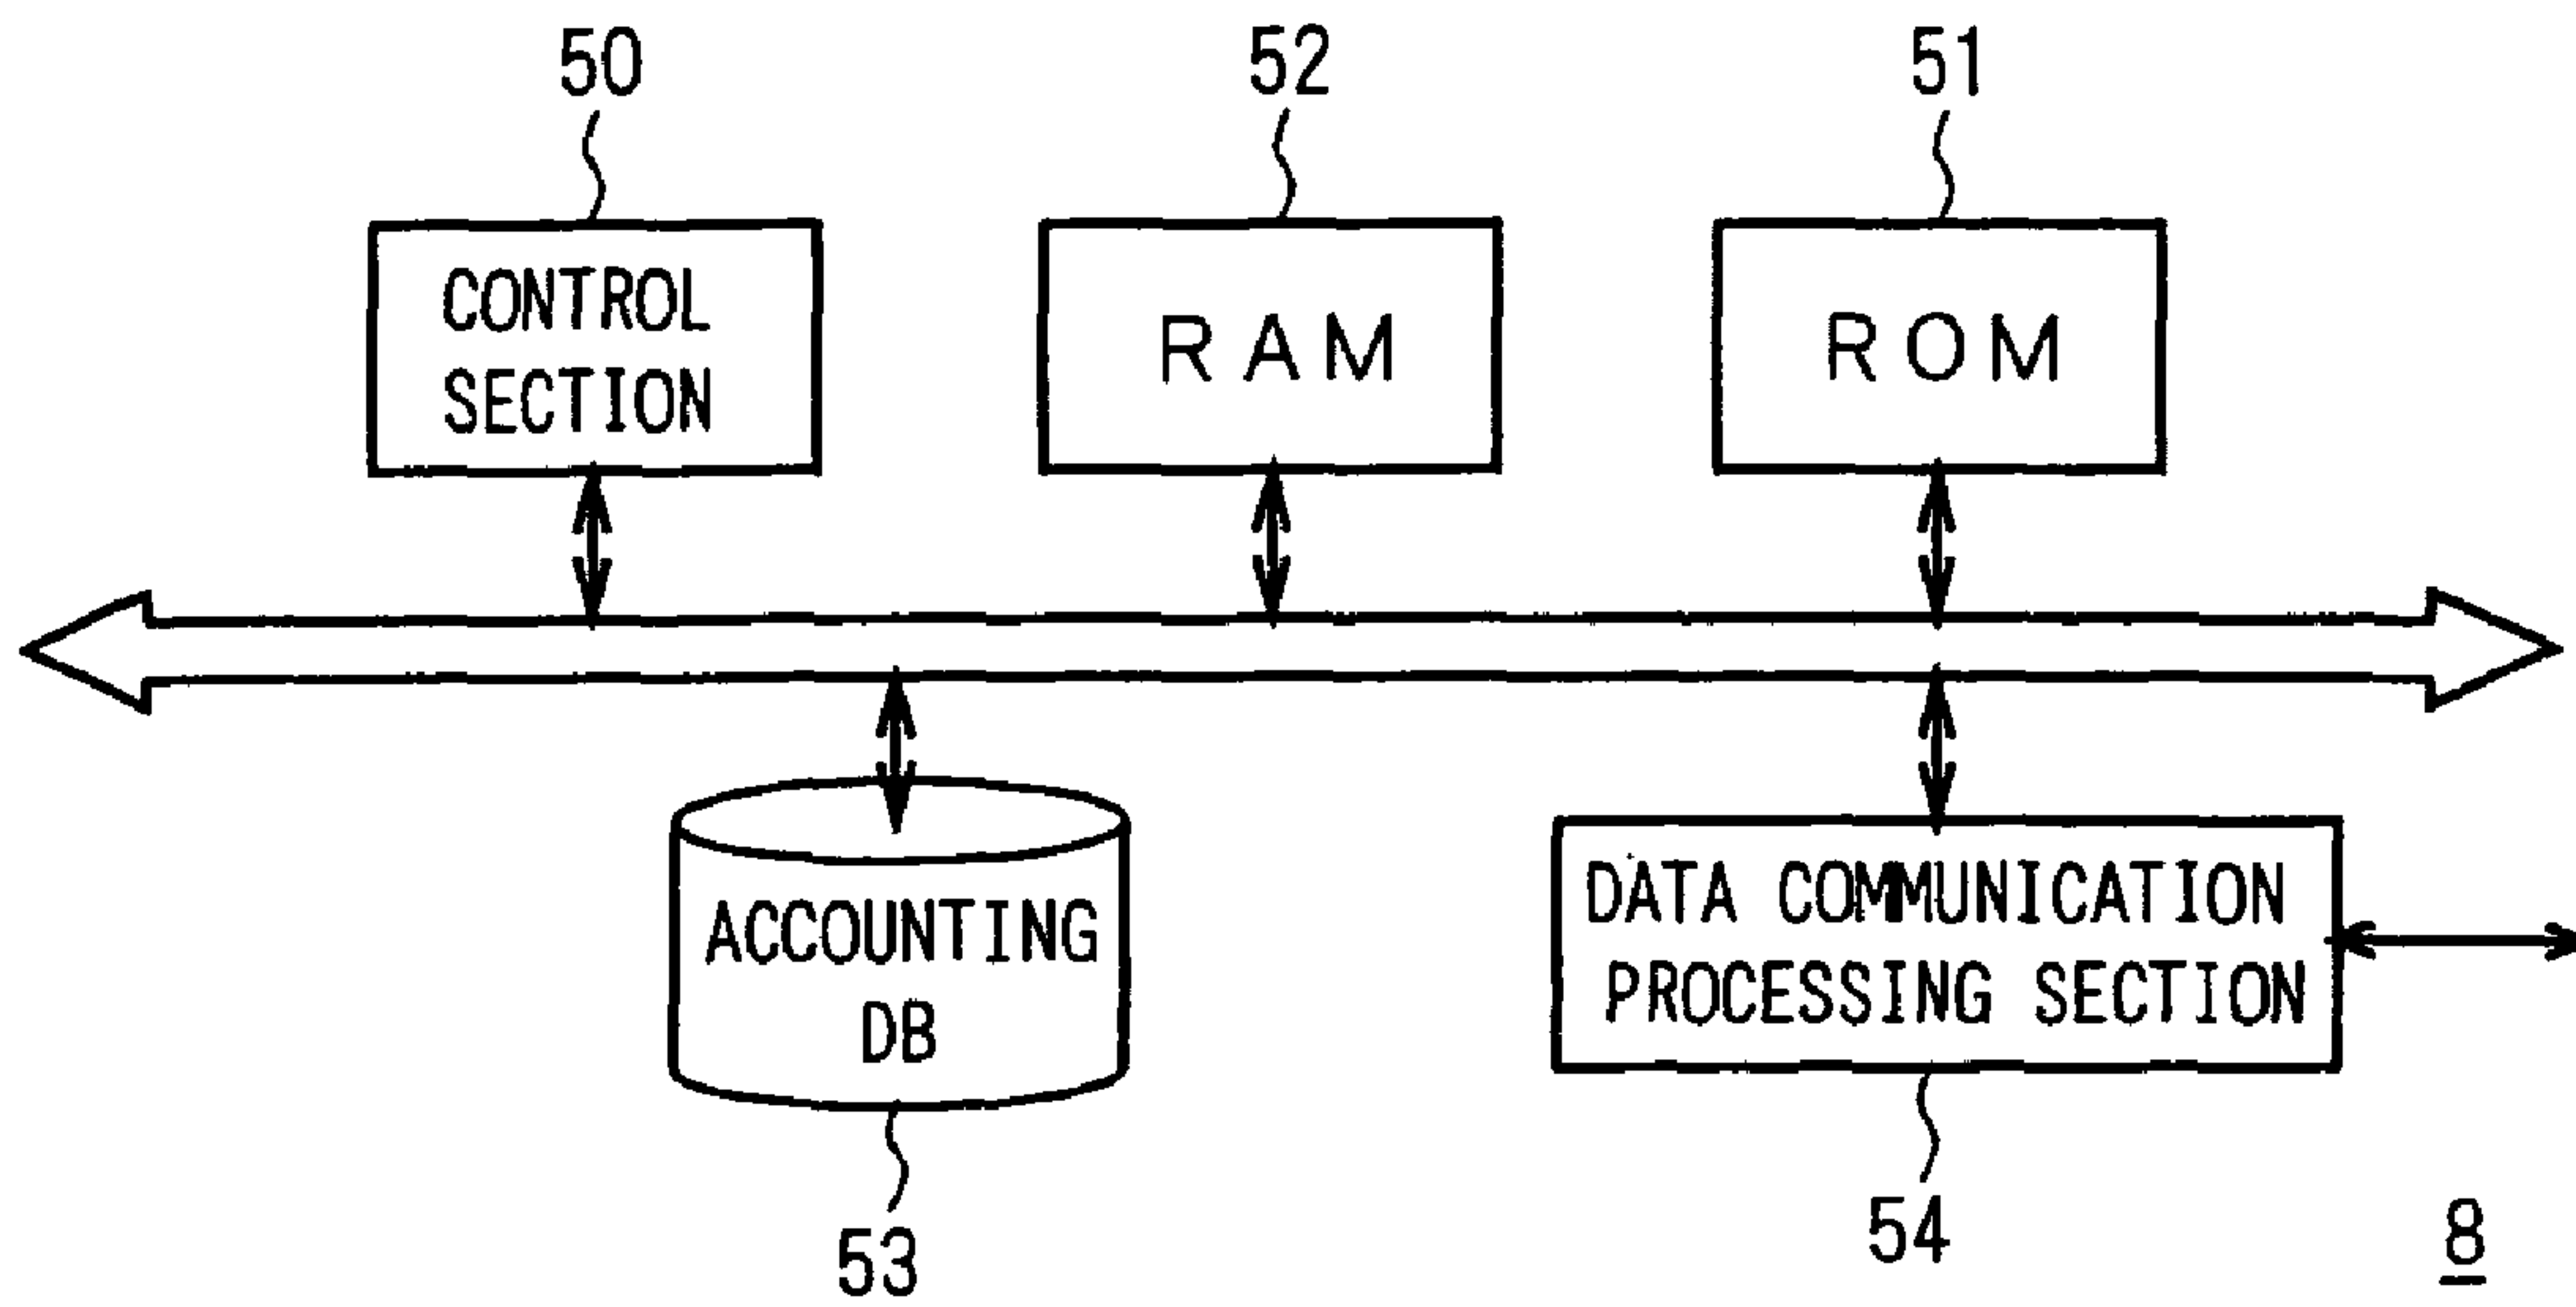 50
52
51
CONTROL
SECTION
RAM
ROM
ACCOUNTING
DB
DATA COMMUNICATION
PROCESSING SECTION
53
54
8